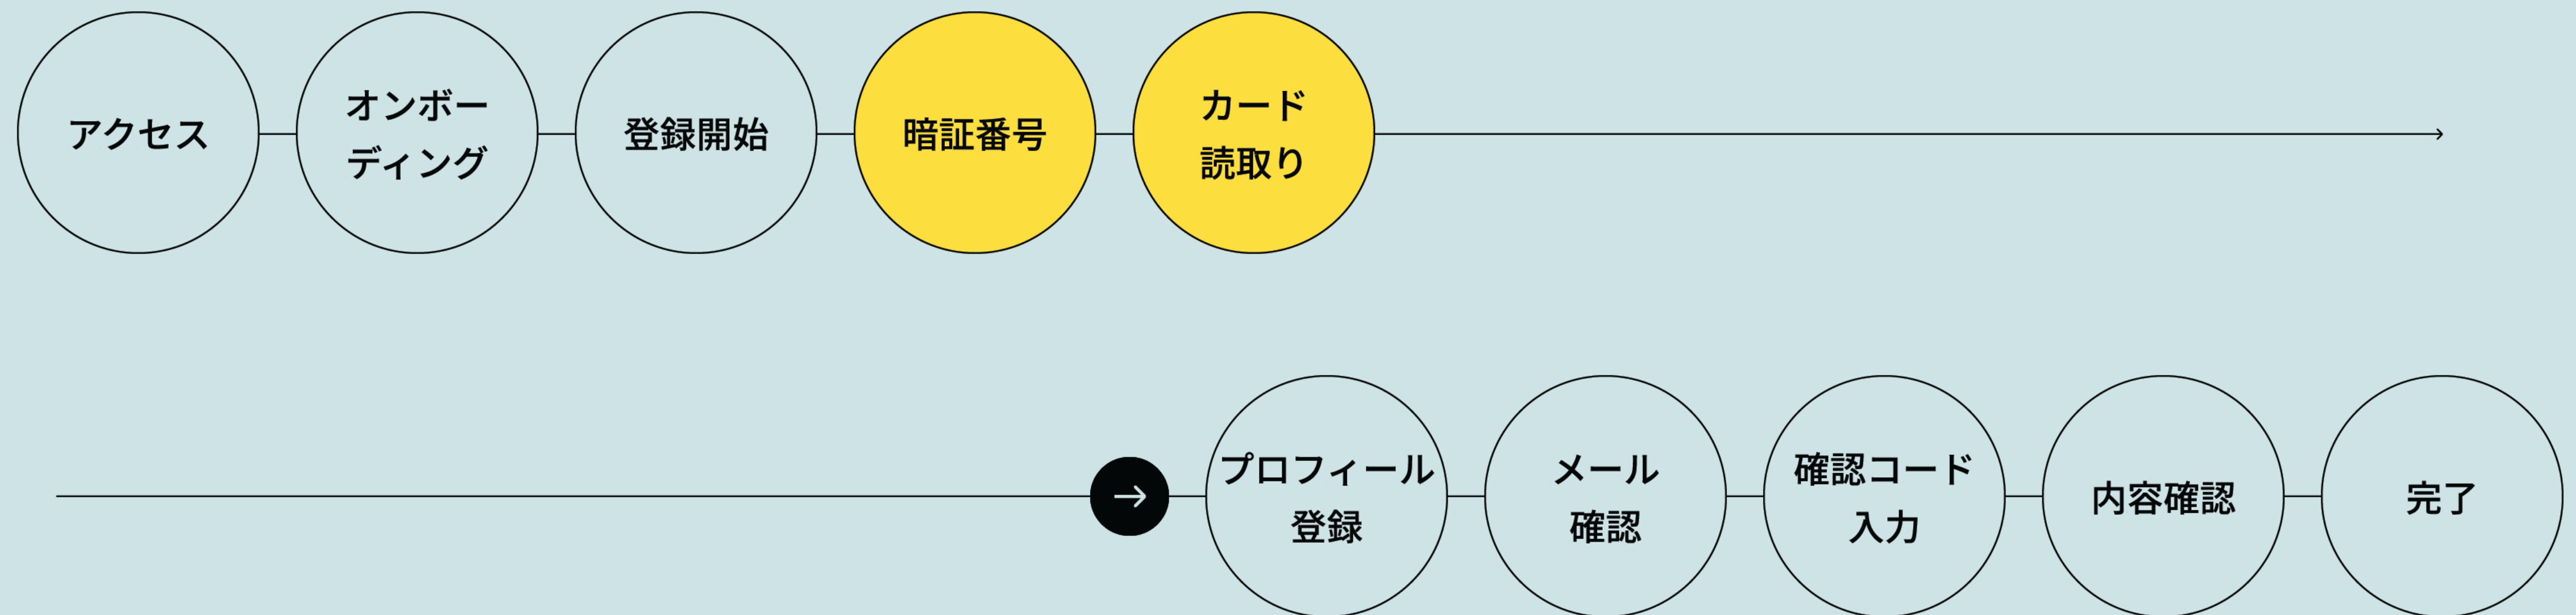 アクセス
オンボー
ディング
登録開始
暗証番号
カード
読取り
プロフィール
登録
メール
確認
確認コード
入力
内容確認
完了